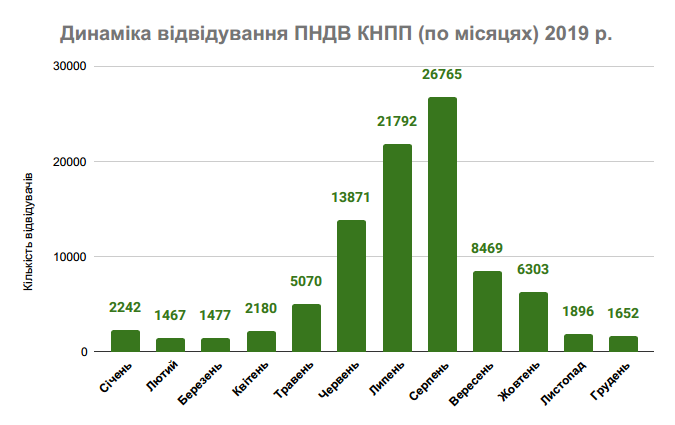 Динаміка відвідування ПНДВ КНПП (по місяцях) 2019 р.
Кількість відвідувачів
30000
20000
10000
0
2242
1467
1477
2180
5070
13871
21792
26765
8469
6303
1896
1652
Січень
Лютий
Березень
Квітень
Травень
Червень
Липень
Серпень
Вересень
Жовтень
Листопад
Грудень